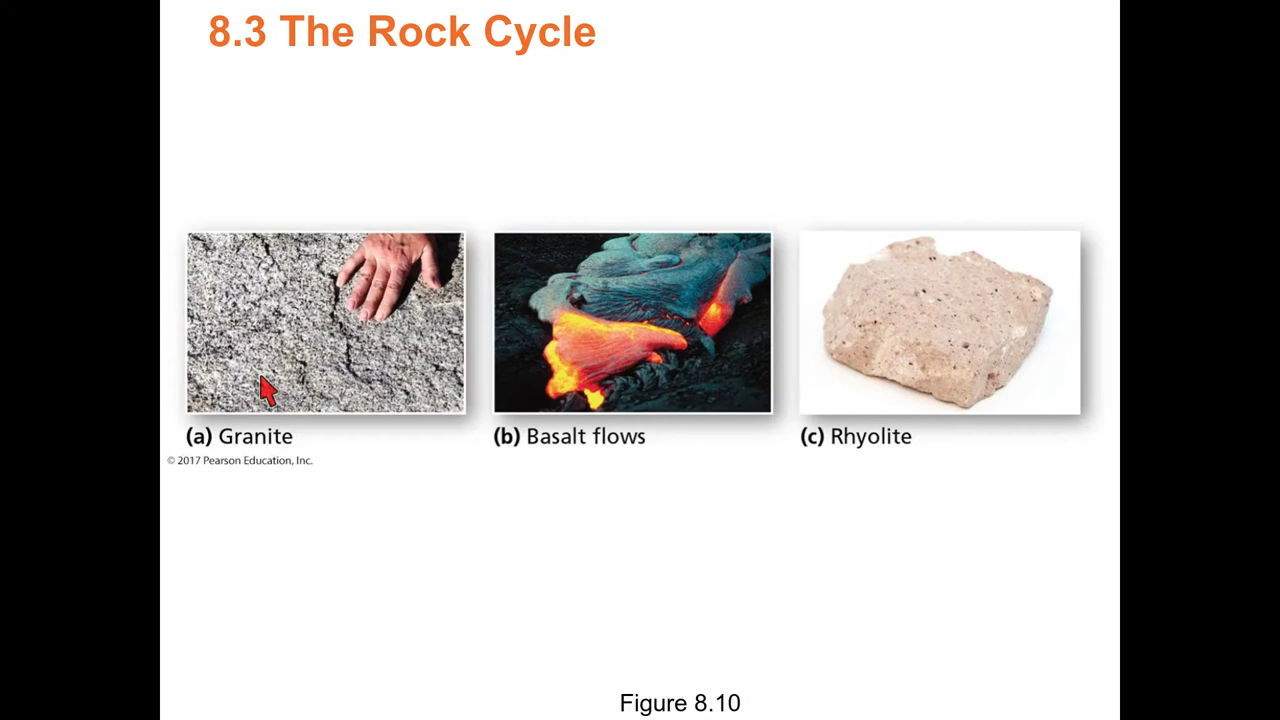 8.3 The Rock Cycle
(a) Granite
(b) Basalt flows
(c) Rhyolite
© 2017 Pearson Education, Inc.
Figure 8.10